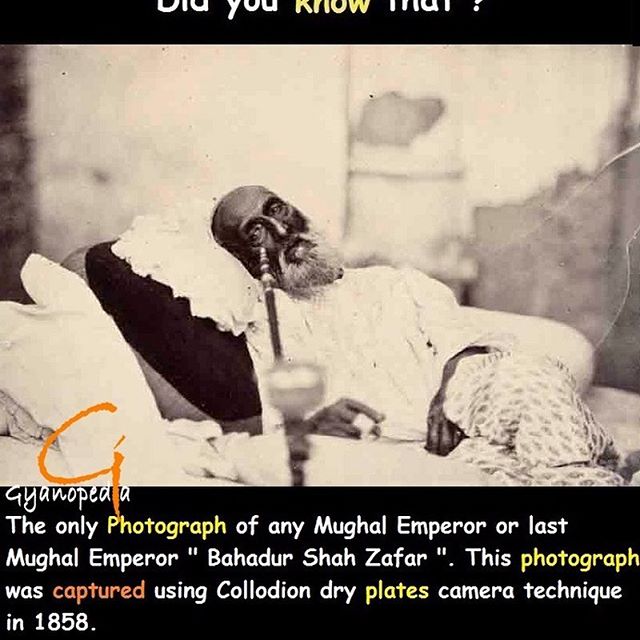 Did you know that ?
Gyanopedia
The only Photograph of any Mughal Emperor or last
Mughal Emperor " Bahadur Shah Zafar ". This photograph
was captured using Collodion dry plates camera technique
in 1858.